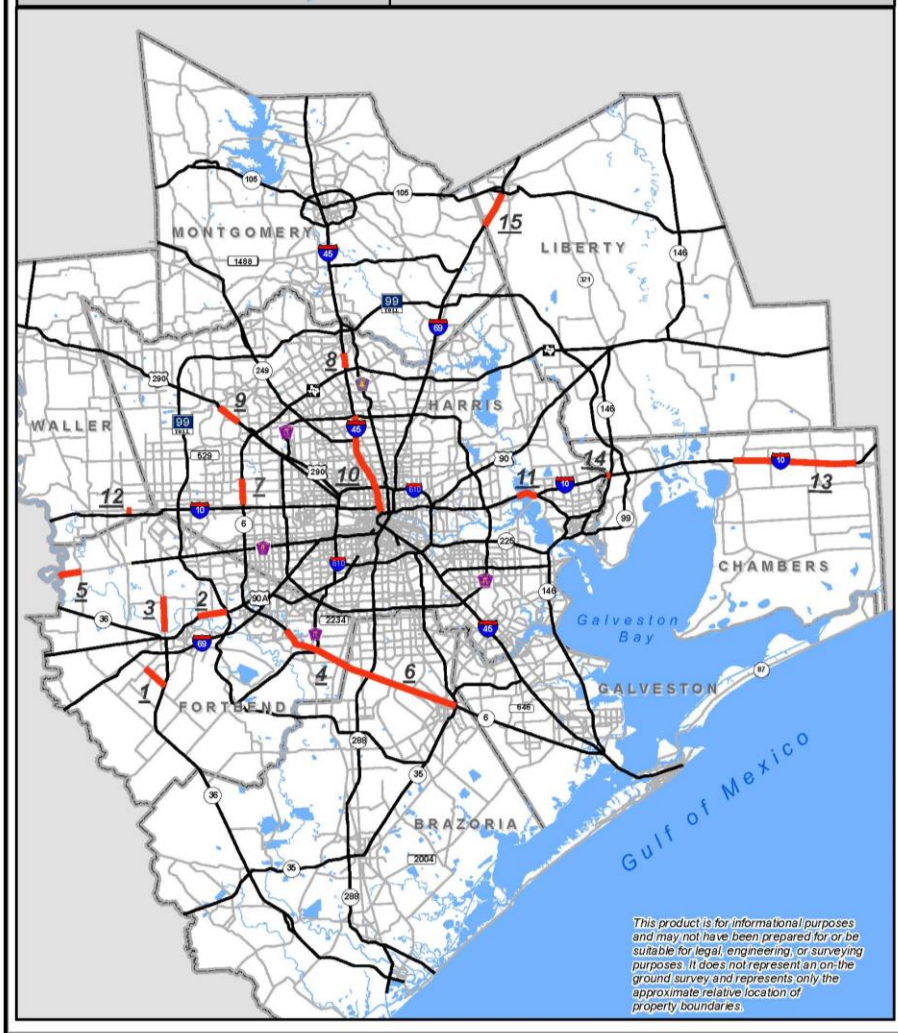 105
105
15
MONTGOMERY
LIBERTY
45
146
1488
321
99
69
8
249
290
9
HARRIS
146
99
45
WALLER
529
290
10
90
14
10
7
610
11
10
13
12
10
6
99
225
CHAMBERS
5
3
2
90A
610
146
36
2234
Galveston
Bay
69
45
87
4
6
1
GALVESTON
FORTBEND
646
6
288
35
36
BRAZORIA
Gulf of Mexico
2004
35
288
This product is for informational purposes
and may not have been prepared for or be
suitable for legal, engineering, or surveying
purposes. It does not represent an on-the
ground survey and represents only the
approximate relative location of
property boundaries.